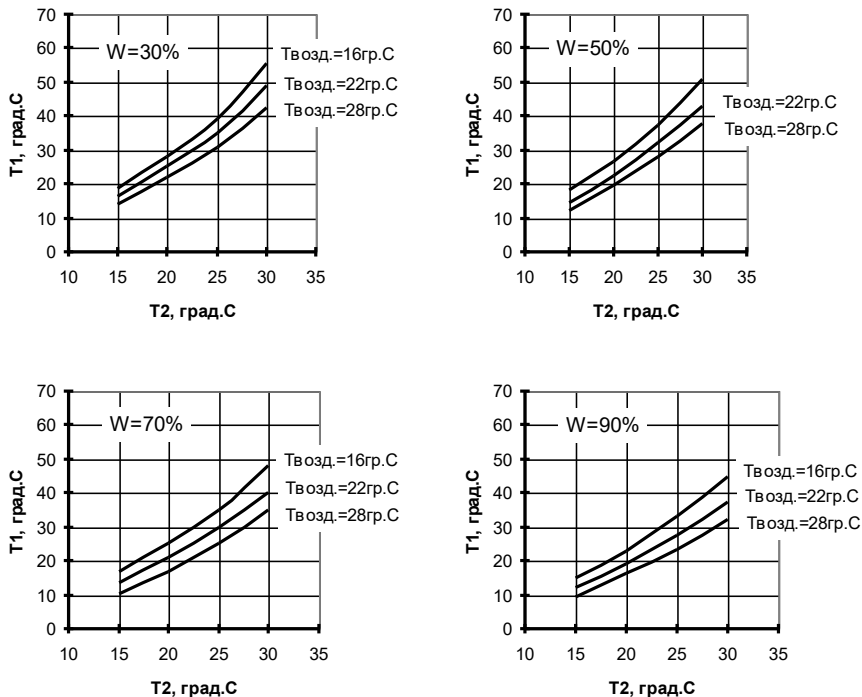 W=30%
Твозд.=16гр.С
Твозд.=22гр.С
Твозд.=28гр.С
70
60
50
40
30
20
10
0
T1, град.С
10 15 20 25 30 35
T2, град.С
W=50%
Твозд.=22гр.С
Твозд.=28гр.С
70
60
50
40
30
20
10
0
T1, град.С
10 15 20 25 30 35
T2, град.С
W=70%
Твозд.=16гр.С
Твозд.=22гр.С
Твозд.=28гр.С
70
60
50
40
30
20
10
0
T1, град.С
10 15 20 25 30 35
T2, град.С
W=90%
Твозд.=16гр.С
Твозд.=22гр.С
Твозд.=28гр.С
70
60
50
40
30
20
10
0
T1, град.С
10 15 20 25 30 35
T2, град.С